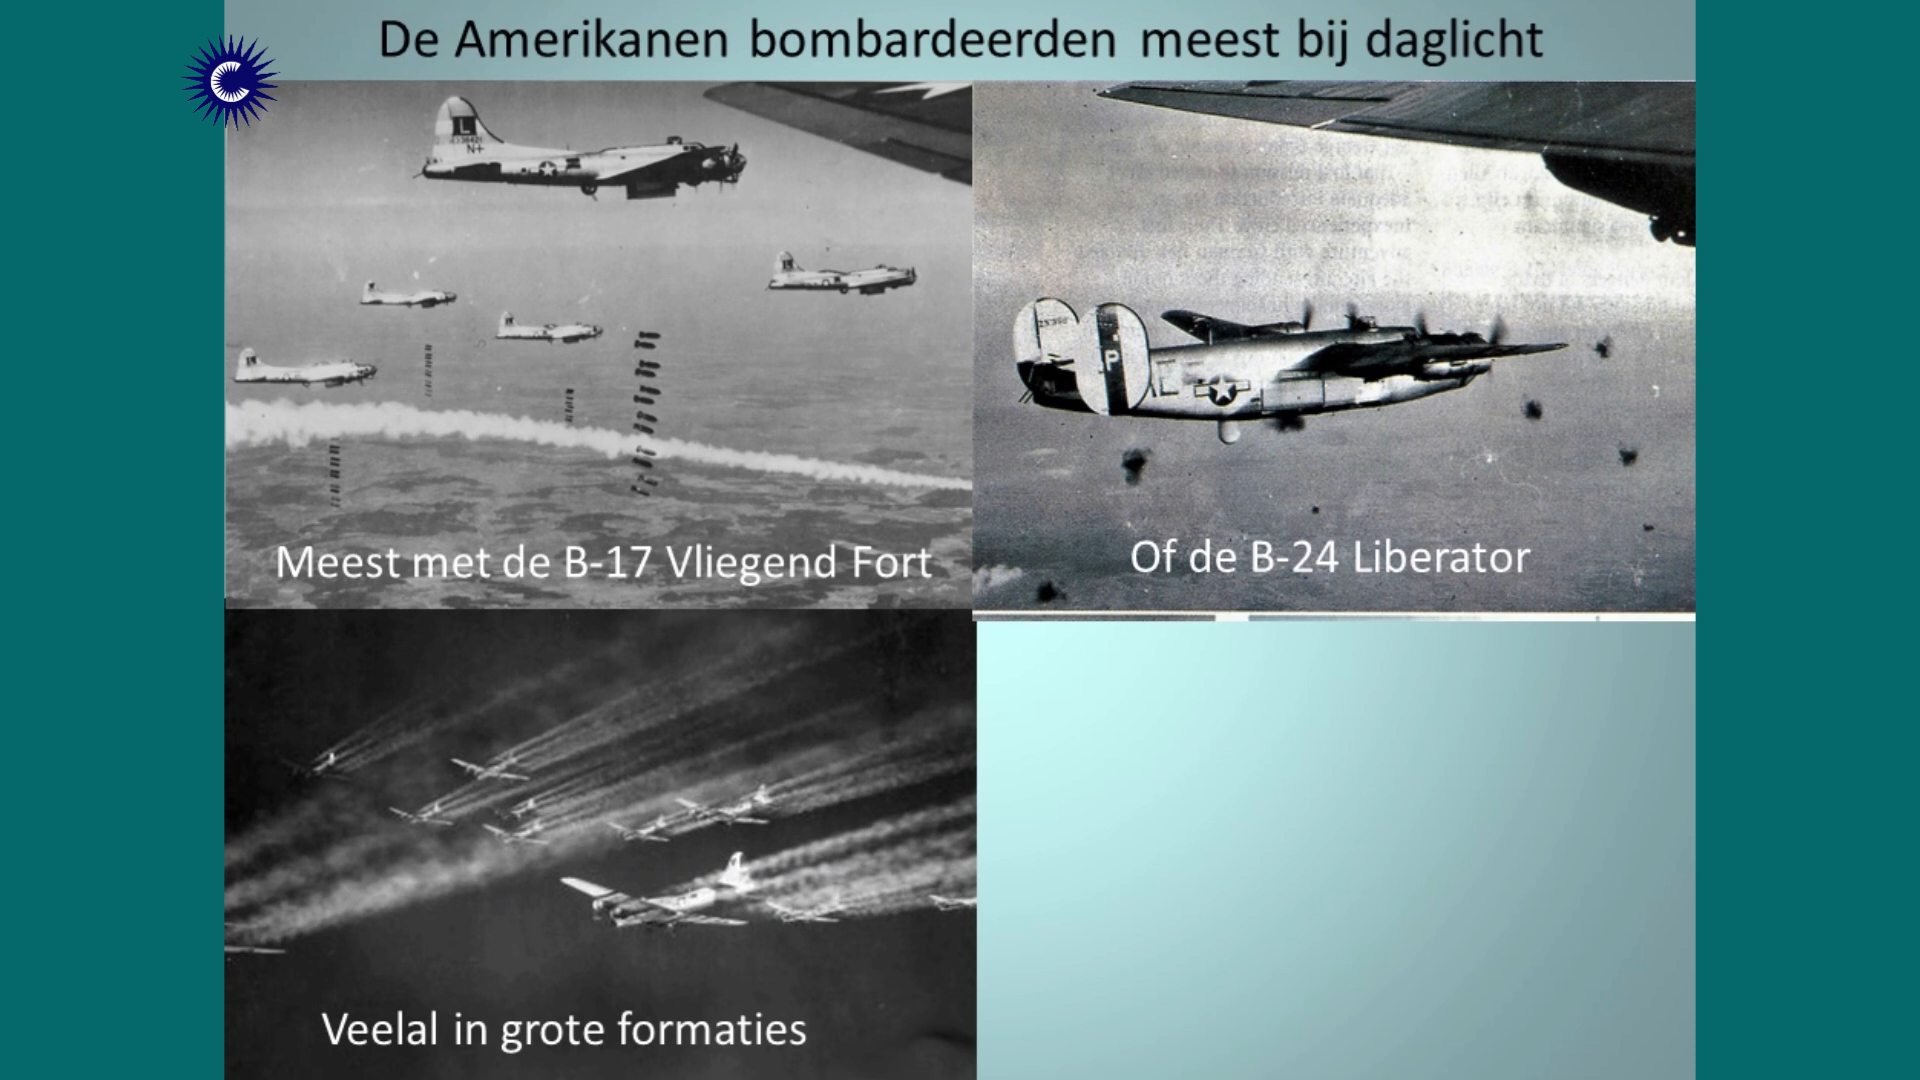 De Amerikanen bombardeerden meest bij daglicht
L
N+
P
Meest met de B-17 Vliegend Fort
Of de B-24 Liberator
Veelal in grote formaties